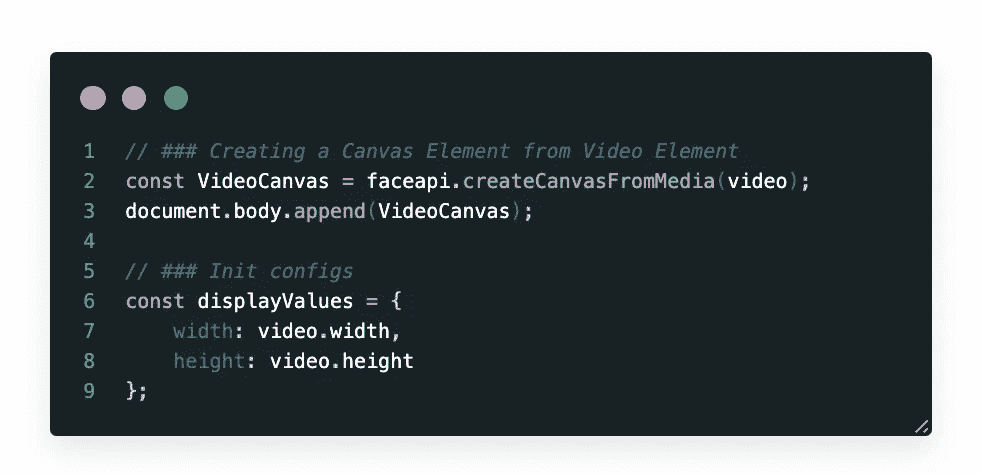 1 // ### Creating a Canvas Element from Video Element
2 const VideoCanvas = faceapi.createCanvasFromMedia(video);
3 document.body.append(VideoCanvas);
4
5 // ### Init configs
6 const displayValues = {
7     width: video.width,
8     height: video.height
9 };